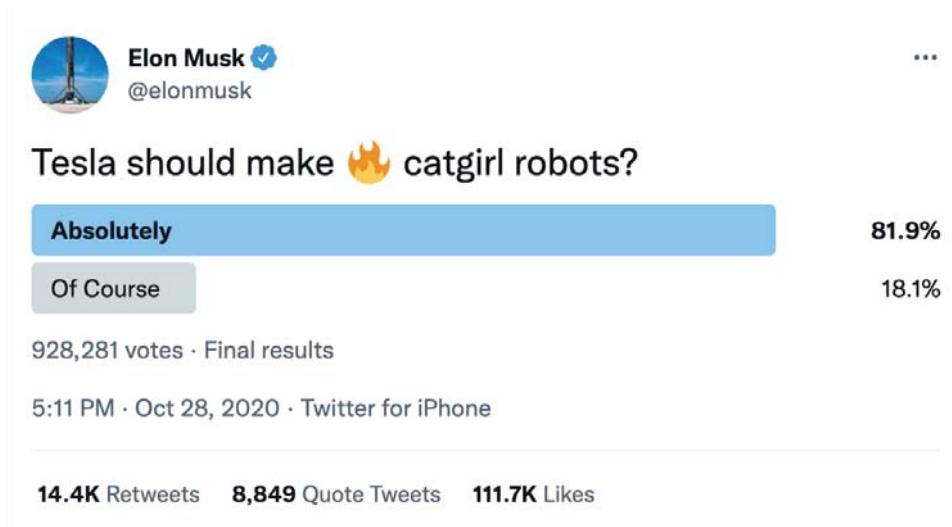 Elon Musk
@elonmusk
Tesla should make 🔥 catgirl robots?
Absolutely 81.9%
Of Course 18.1%
928,281 votes · Final results
5:11 PM · Oct 28, 2020 · Twitter for iPhone
14.4K Retweets 8,849 Quote Tweets 111.7K Likes